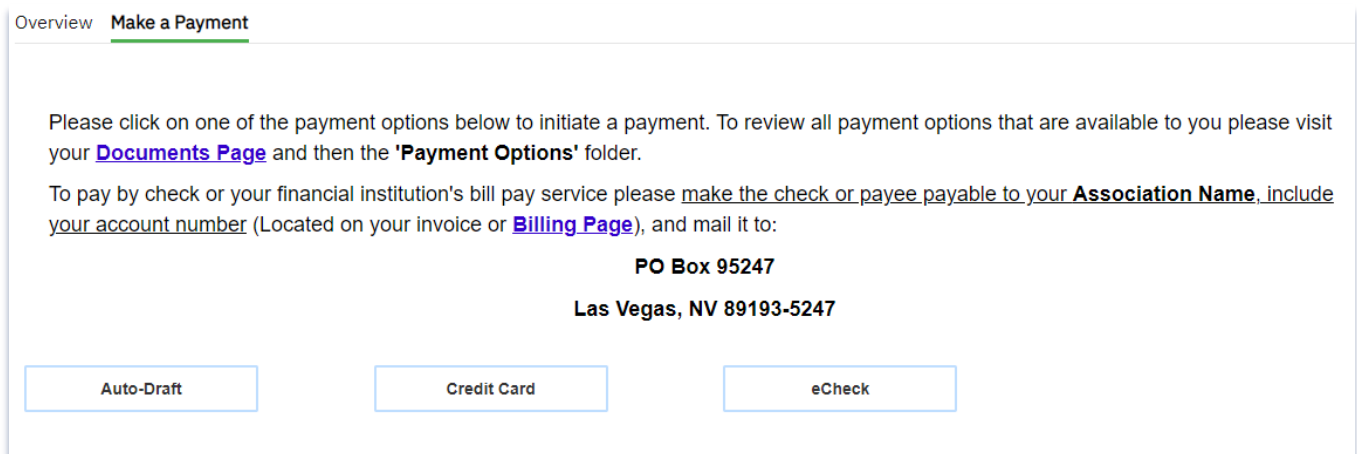 Overview Make a Payment
Please click on one of the payment options below to initiate a payment. To review all payment options that are available to you please visit
your Documents Page and then the 'Payment Options' folder.
To pay by check or your financial institution's bill pay service please make the check or payee payable to your Association Name, include
your account number (Located on your invoice or Billing Page), and mail it to:
PO Box 95247
Las Vegas, NV 89193-5247
Auto-Draft Credit Card eCheck